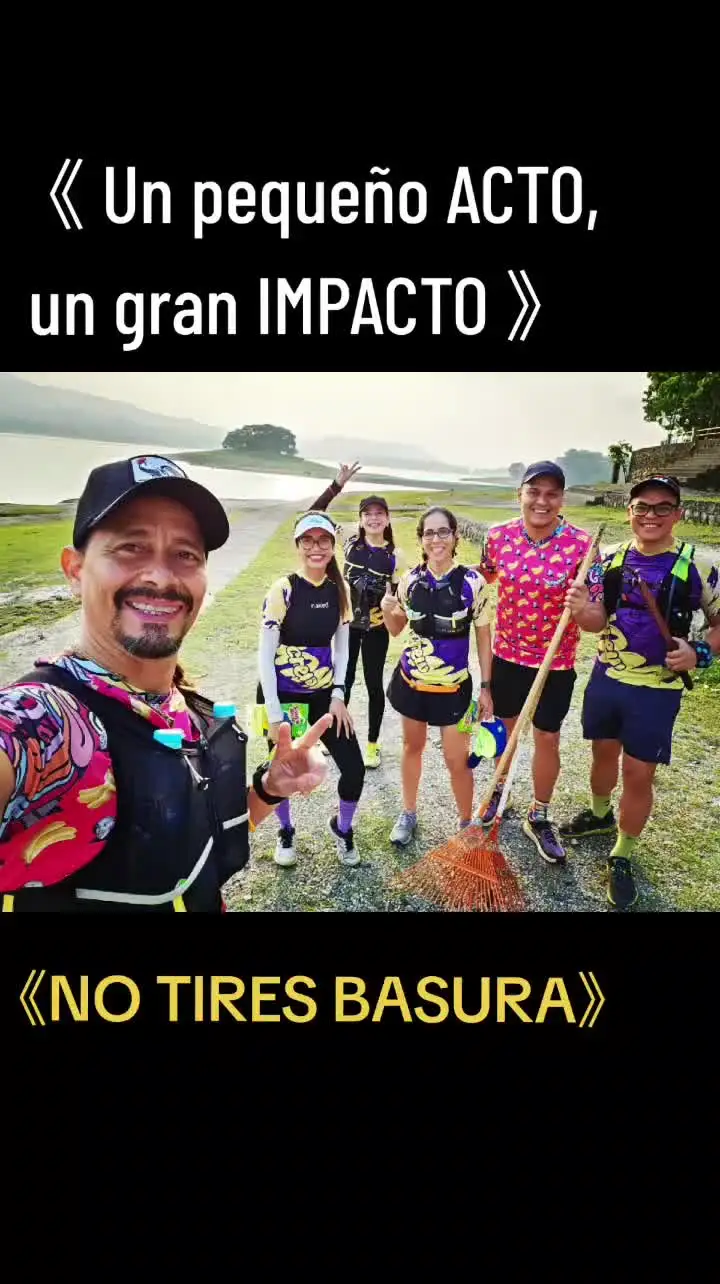 《 Un pequeño ACTO,
un gran IMPACTO 》
《NO TIRES BASURA》